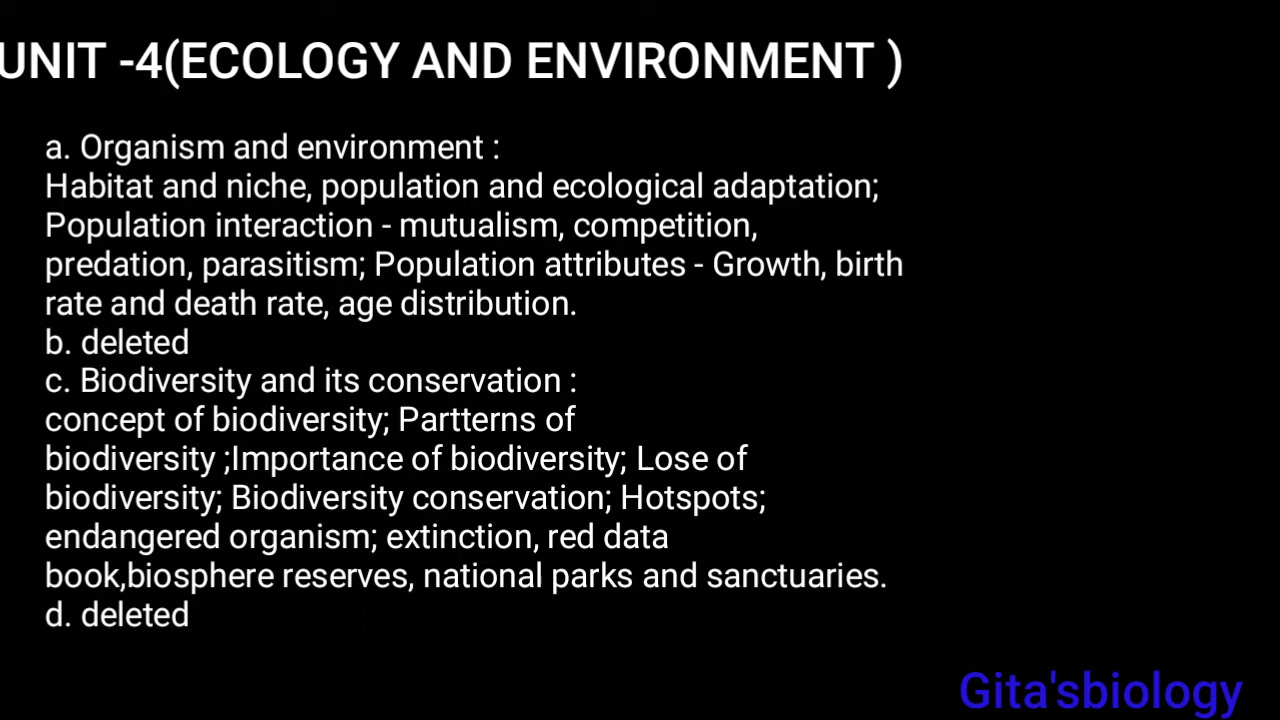 UNIT -4(ECOLOGY AND ENVIRONMENT )
a. Organism and environment :
Habitat and niche, population and ecological adaptation;
Population interaction - mutualism, competition,
predation, parasitism; Population attributes - Growth, birth
rate and death rate, age distribution.
b. deleted
c. Biodiversity and its conservation :
concept of biodiversity; Partterns of
biodiversity ;Importance of biodiversity; Lose of
biodiversity; Biodiversity conservation; Hotspots;
endangered organism; extinction, red data
book,biosphere reserves, national parks and sanctuaries.
d. deleted
Gita'sbiology